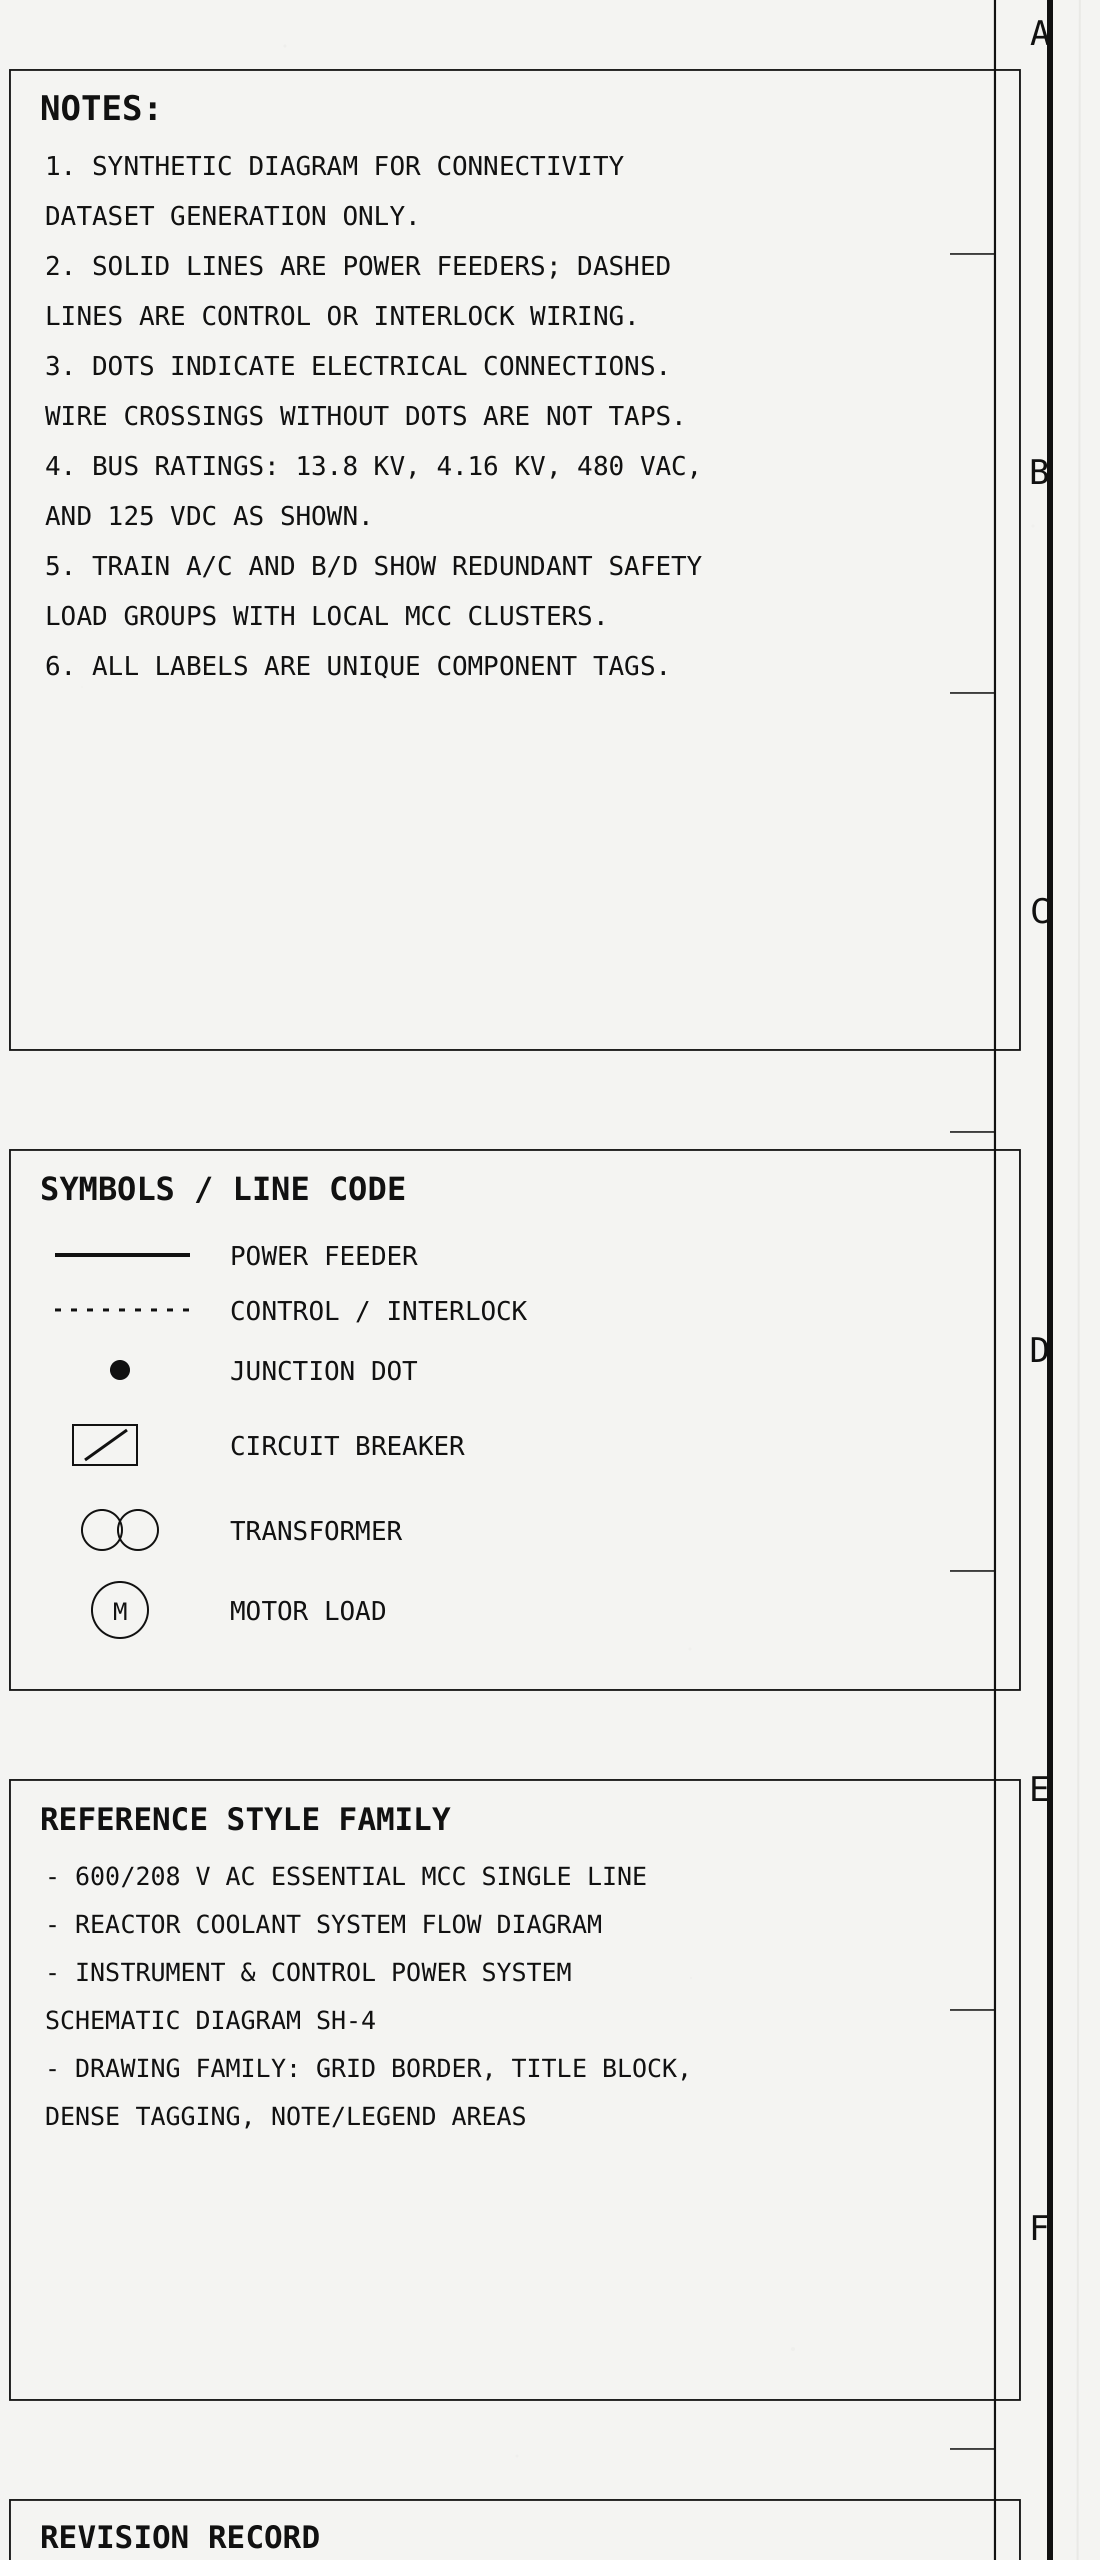 A
NOTES:
1. SYNTHETIC DIAGRAM FOR CONNECTIVITY
DATASET GENERATION ONLY.
2. SOLID LINES ARE POWER FEEDERS; DASHED
LINES ARE CONTROL OR INTERLOCK WIRING.
3. DOTS INDICATE ELECTRICAL CONNECTIONS.
WIRE CROSSINGS WITHOUT DOTS ARE NOT TAPS.
4. BUS RATINGS: 13.8 KV, 4.16 KV, 480 VAC,
B
AND 125 VDC AS SHOWN.
5. TRAIN A/C AND B/D SHOW REDUNDANT SAFETY
LOAD GROUPS WITH LOCAL MCC CLUSTERS.
6. ALL LABELS ARE UNIQUE COMPONENT TAGS.
C
SYMBOLS / LINE CODE
POWER FEEDER
CONTROL / INTERLOCK
D
JUNCTION DOT
CIRCUIT BREAKER
TRANSFORMER
M MOTOR LOAD
E
REFERENCE STYLE FAMILY
- 600/208 V AC ESSENTIAL MCC SINGLE LINE
- REACTOR COOLANT SYSTEM FLOW DIAGRAM
- INSTRUMENT & CONTROL POWER SYSTEM
SCHEMATIC DIAGRAM SH-4
- DRAWING FAMILY: GRID BORDER, TITLE BLOCK,
DENSE TAGGING, NOTE/LEGEND AREAS
F
REVISION RECORD